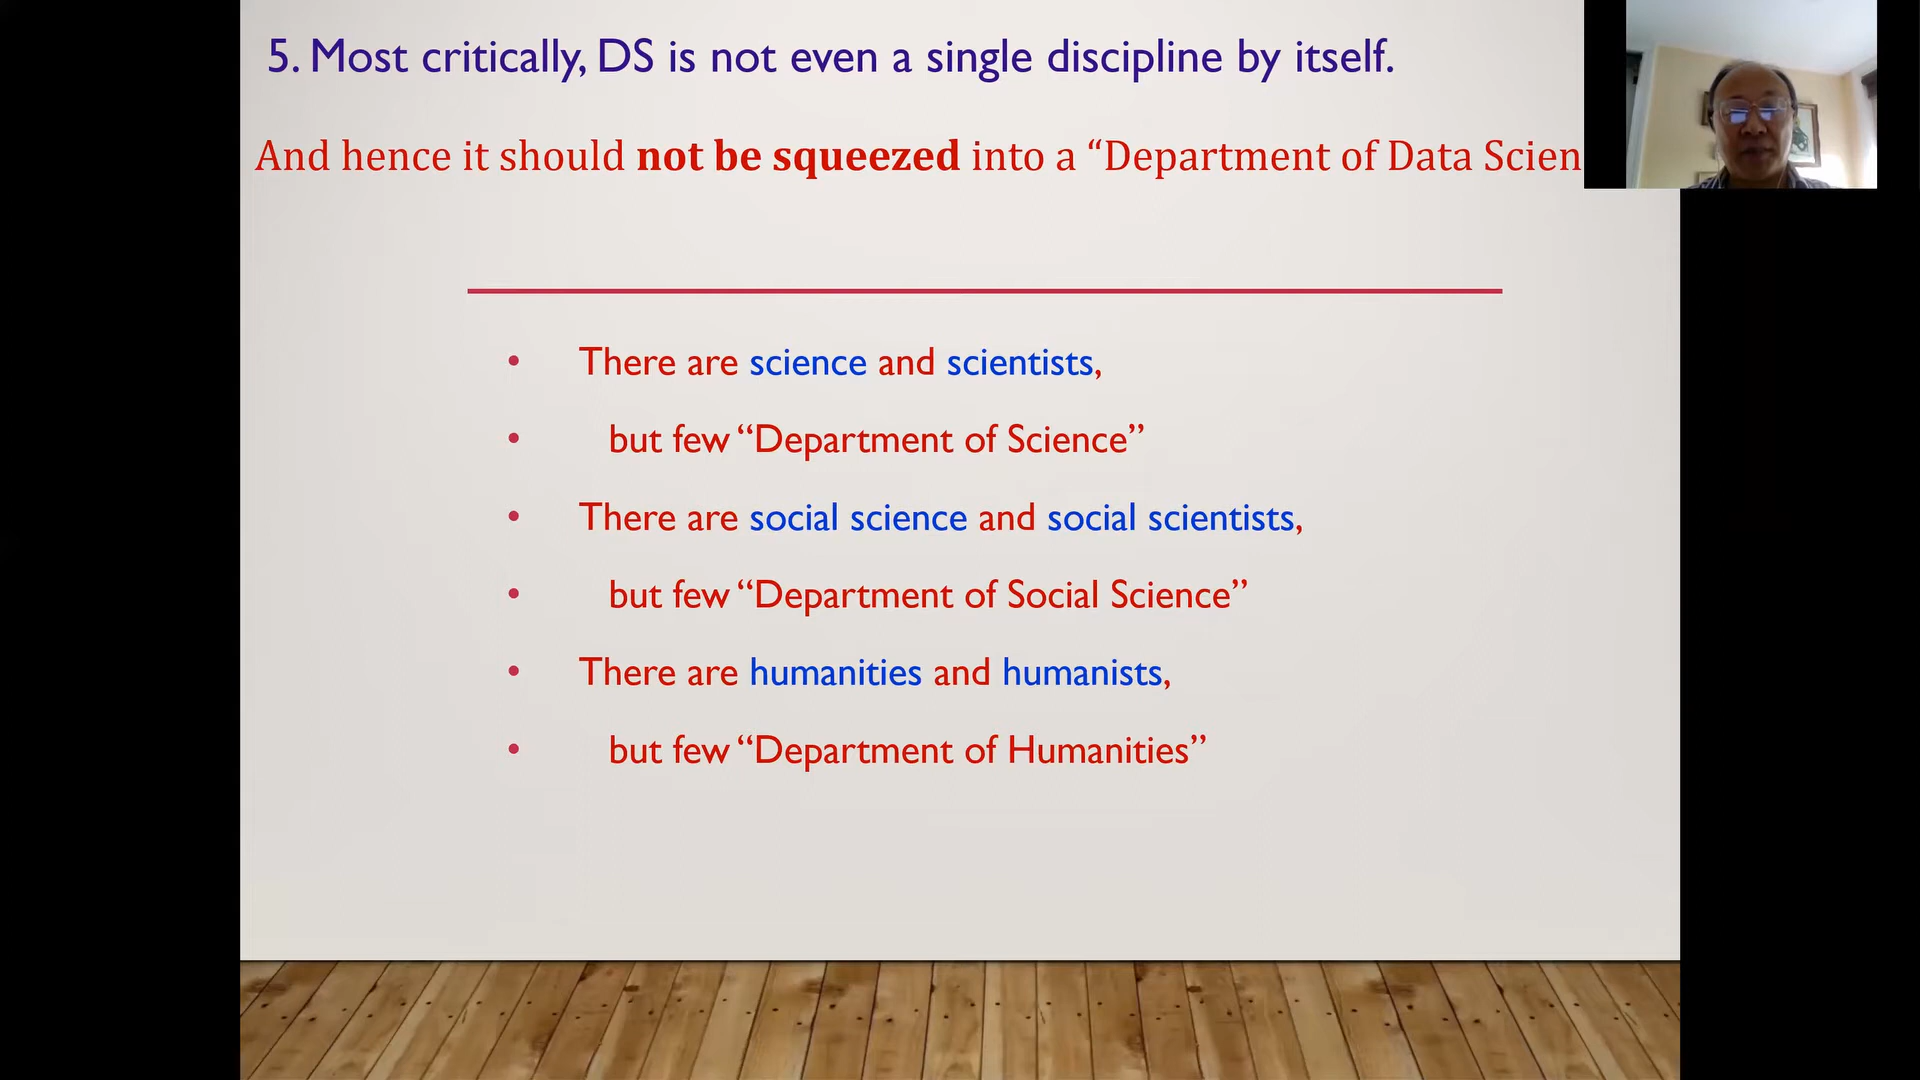 5. Most critically, DS is not even a single discipline by itself.
And hence it should not be squeezed into a “Department of Data Scien
• There are science and scientists,
• but few “Department of Science”
• There are social science and social scientists,
• but few “Department of Social Science”
• There are humanities and humanists,
• but few “Department of Humanities”